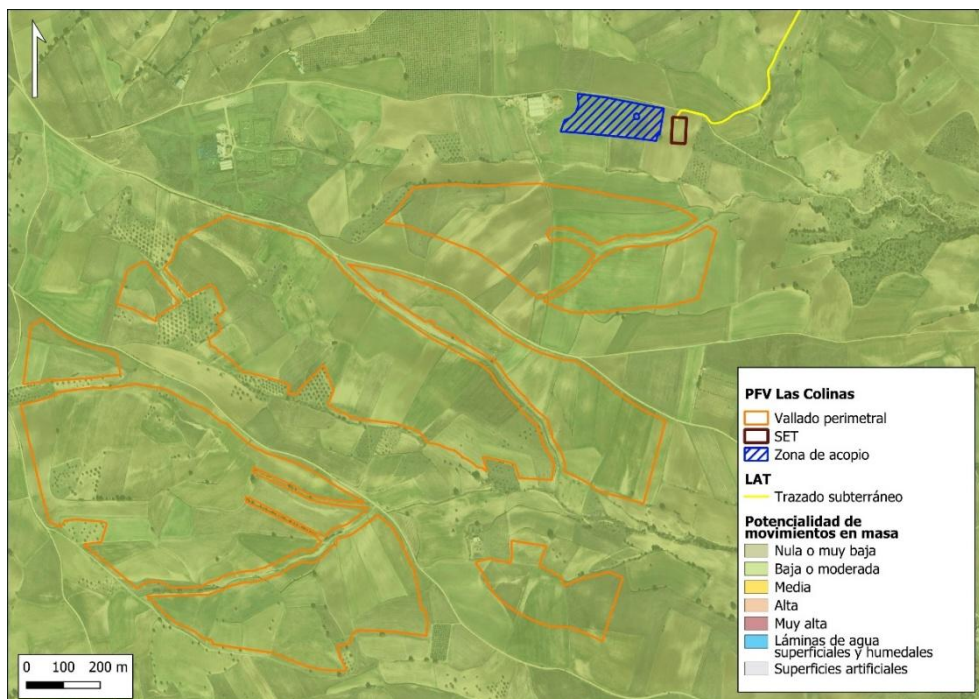 PFV Las Colinas
Vallado perimetral
SET
Zona de acopio
LAT
Trazado subterráneo
Potencialidad de
movimientos en masa
Nula o muy baja
Baja o moderada
Media
Alta
Muy alta
Láminas de agua
superficiales y humedales
Superficies artificiales
0 100 200 m